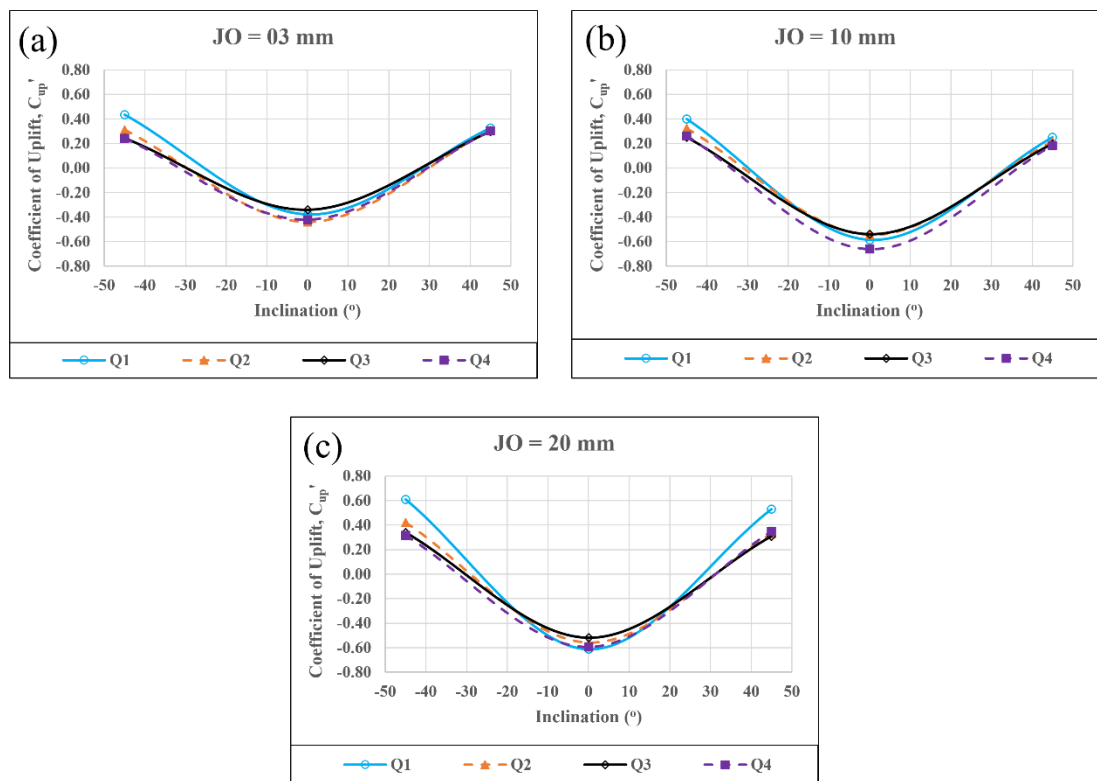 (a)
JO = 03 mm
Coefficient of Uplift, Cup'
0.80
0.60
0.40
0.20
0.00
-0.20
-0.40
-0.60
-0.80
-50 -40 -30 -20 -10 0 10 20 30 40 50
Inclination (°)
Q1 Q2 Q3 Q4
(b)
JO = 10 mm
Coefficient of Uplift, Cup'
0.80
0.60
0.40
0.20
0.00
-0.20
-0.40
-0.60
-0.80
-50 -40 -30 -20 -10 0 10 20 30 40 50
Inclination (°)
Q1 Q2 Q3 Q4
(c)
JO = 20 mm
Coefficient of Uplift, Cup'
0.80
0.60
0.40
0.20
0.00
-0.20
-0.40
-0.60
-0.80
-50 -40 -30 -20 -10 0 10 20 30 40 50
Inclination (°)
Q1 Q2 Q3 Q4